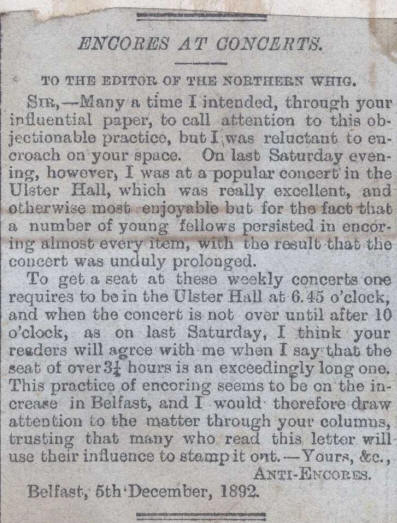 ENCORES AT CONCERTS.
TO THE EDITOR OF THE NORTHERN WHIG.
SIR,—Many a time I intended, through your
influential paper, to call attention to this ob-
jectionable practice, but I was reluctant to en-
croach on your space. On last Saturday even-
ing, however, I was at a popular concert in the
Ulster Hall, which was really excellent, and
otherwise most enjoyable but for the fact that
a number of young fellows persisted in encor-
ing almost every item, with the result that the
concert was unduly prolonged.
To get a seat at these weekly concerts one
requires to be in the Ulster Hall at 6.45 o'clock,
and when the concert is not over until after 10
o'clock, as on last Saturday, I think your
readers will agree with me when I say that the
seat of over 3¼ hours is an exceedingly long one.
This practice of encoring seems to be on the in-
crease in Belfast, and I would therefore draw
attention to the matter through your columns,
trusting that many who read this letter will
use their influence to stamp it out.—Yours, &c.,
ANTI-ENCORES.
Belfast, 5th December, 1892.